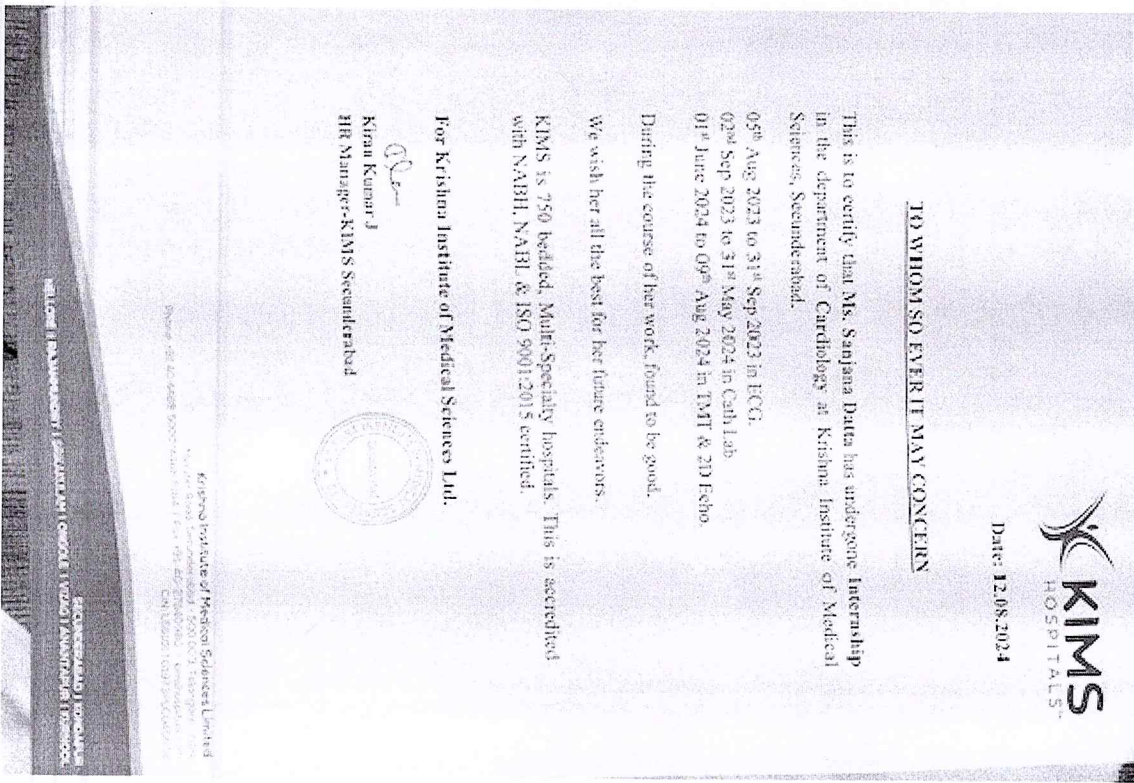 KIMS
HOSPITALS
Date: 12.08.2024
TO WHOM SO EVER IT MAY CONCERN
This is to certify that Ms. Sanjana Datta has undergone Internship
in the department of Cardiology at Krishna Institute of Medical
Sciences, Secunderabad.
05th Aug 2023 to 31st Sep 2023 in ECG.
02nd Sep 2023 to 31st May 2024 in Cath Lab
01st June 2024 to 09th Aug 2024 in TMT & 2D Echo.
During the course of her work, found to be good.
We wish her all the best for her future endeavors.
KIMS is 750 bedded, Multi-Specialty hospitals. This is accredited
with NABH, NABL & ISO 9001:2015 certified.
For Krishna Institute of Medical Sciences Ltd.
Kiran Kumar J
HR Manager-KIMS Secunderabad
Krishna Institute of Medical Sciences Limited